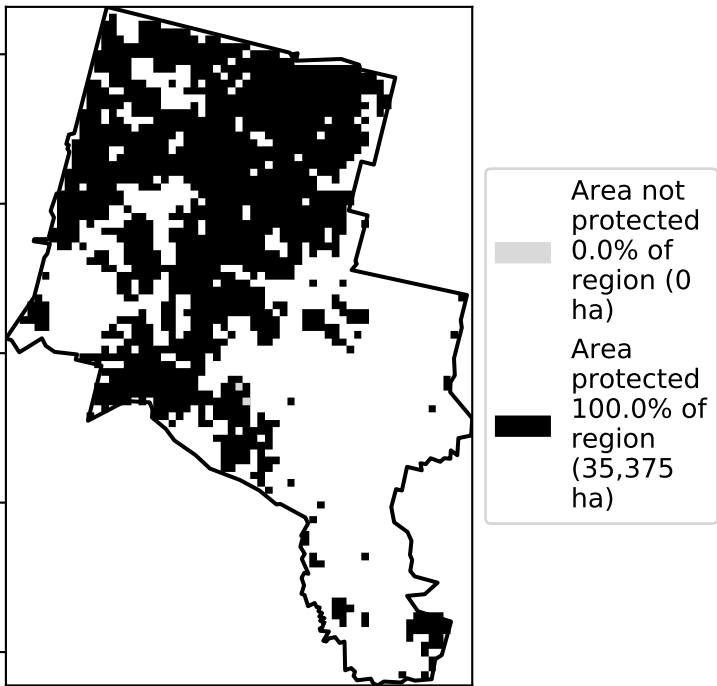 Area not
protected
0.0% of
region (0
ha)
Area
protected
100.0% of
region
(35,375
ha)